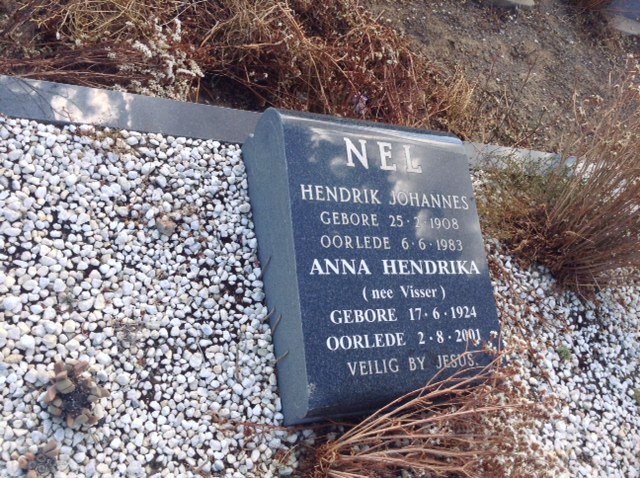 NEL
HENDRIK JOHANNES
GEBORE 25·2·1908
OORLEDE 6·6·1983
ANNA HENDRIKA
(nee Visser)
GEBORE 17·6·1924
OORLEDE 2·8·2001
VEILIG BY JESUS